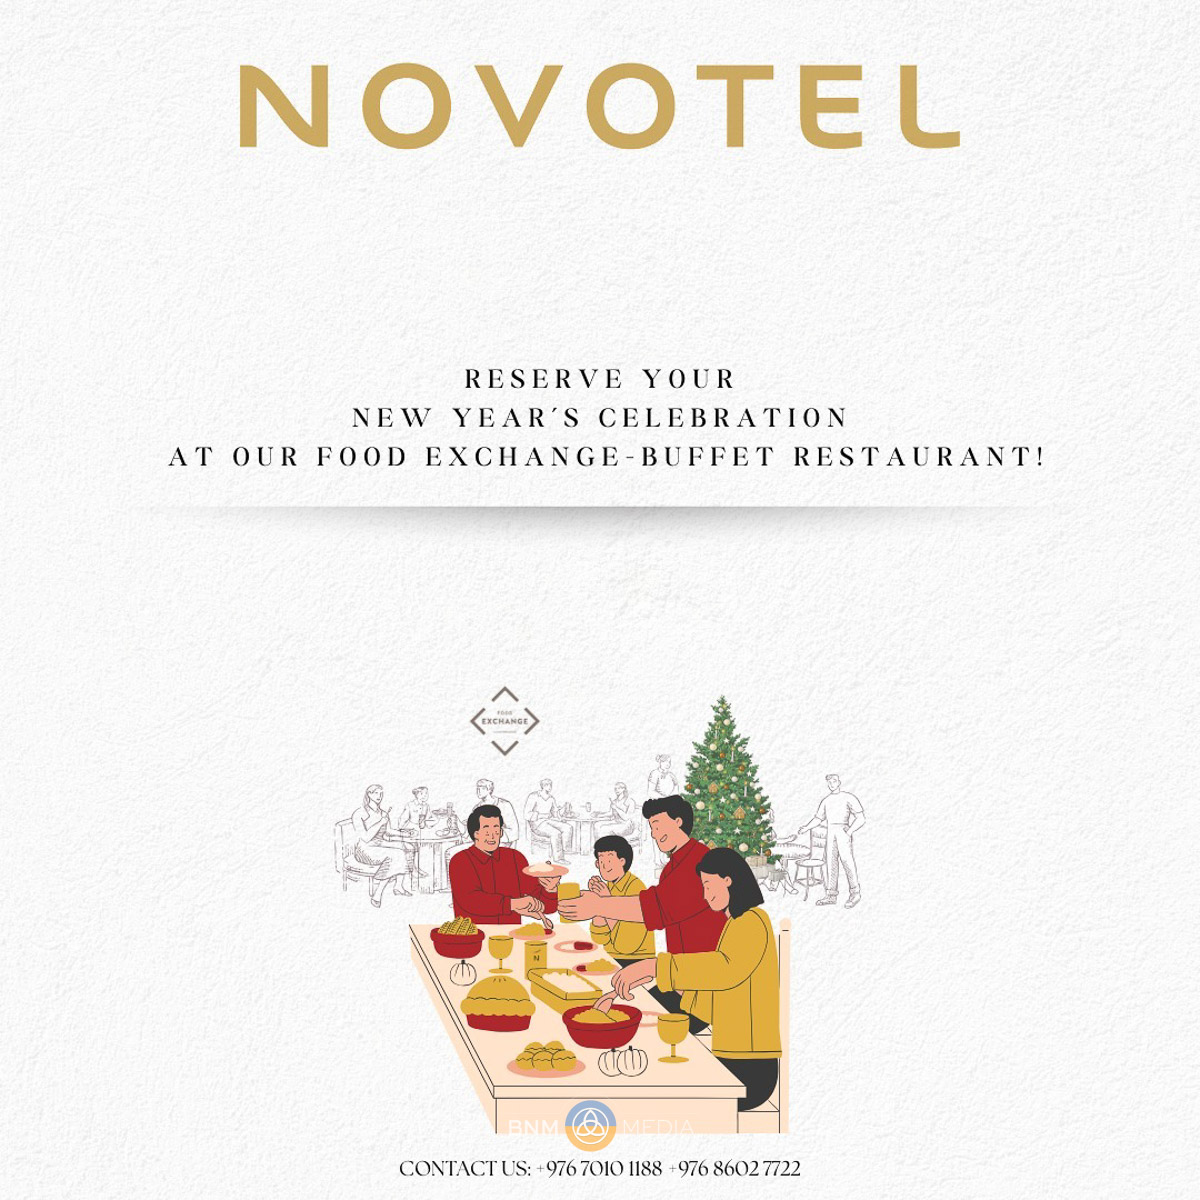 NOVOTEL
RESERVE YOUR
NEW YEAR´S CELEBRATION
AT OUR FOOD EXCHANGE-BUFFET RESTAURANT!
FOOD
EXCHANGE
N
BNM MEDIA
CONTACT US: +976 7010 1188 +976 8602 7722